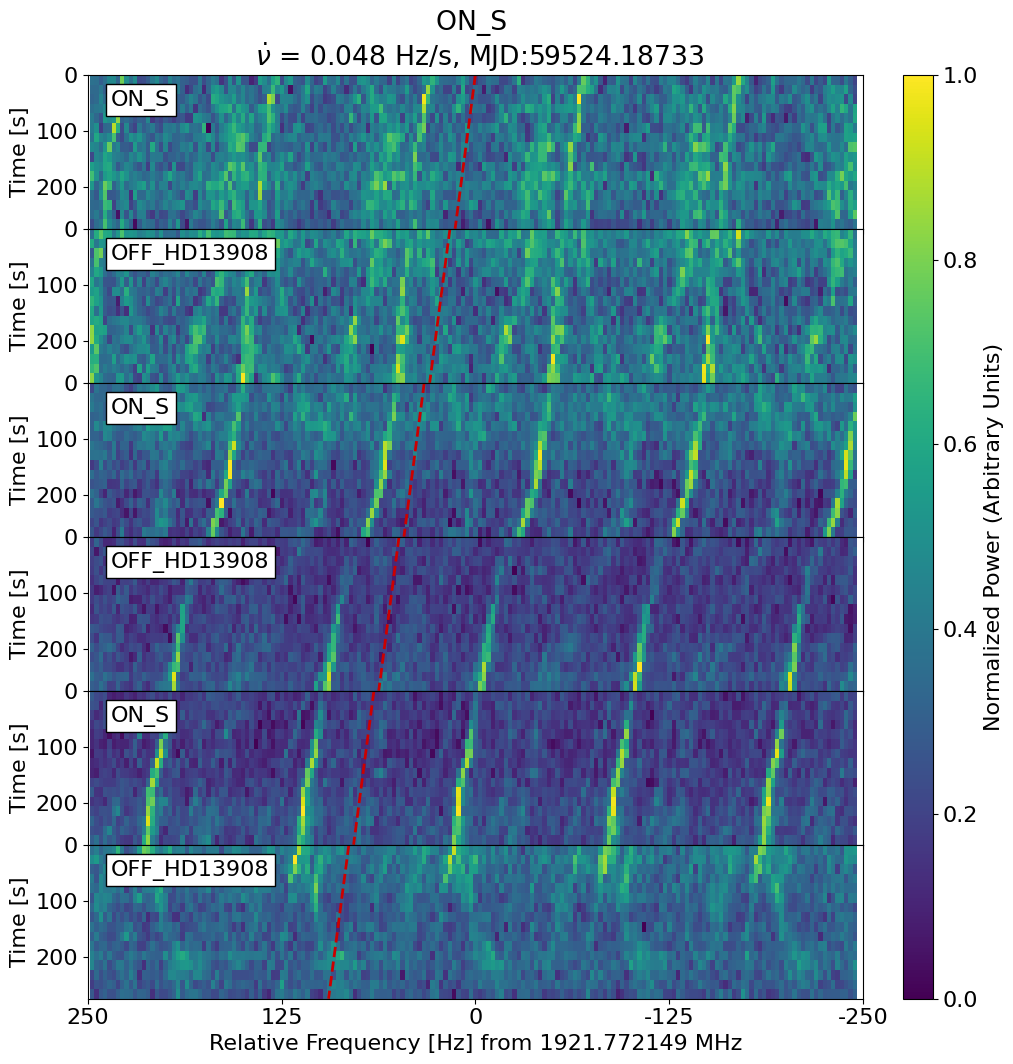 ON_S
ν̇ = 0.048 Hz/s, MJD:59524.18733
0
100
200
Time [s]
ON_S
0
100
200
Time [s]
OFF_HD13908
0
100
200
Time [s]
ON_S
0
100
200
Time [s]
OFF_HD13908
0
100
200
Time [s]
ON_S
0
100
200
Time [s]
OFF_HD13908
250 125 0 -125 -250
Relative Frequency [Hz] from 1921.772149 MHz
1.0
0.8
0.6
0.4
0.2
0.0
Normalized Power (Arbitrary Units)